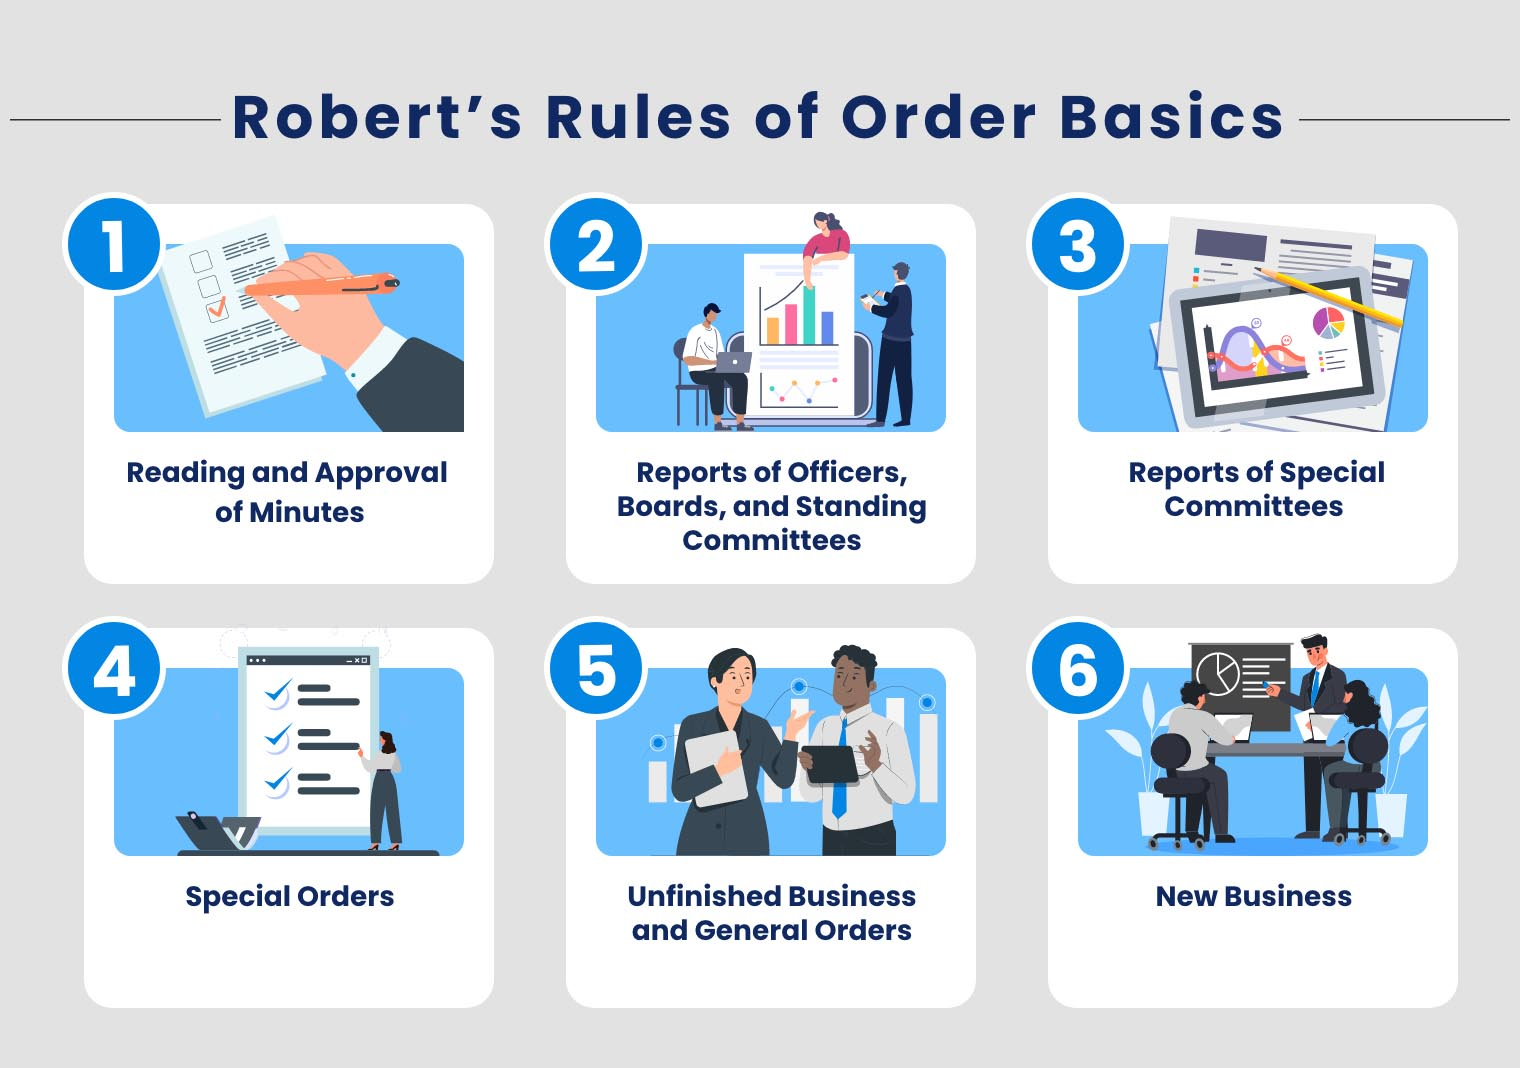 Robert’s Rules of Order Basics
1
Reading and Approval
of Minutes
2
Reports of Officers,
Boards, and Standing
Committees
3
Reports of Special
Committees
4
Special Orders
5
Unfinished Business
and General Orders
6
New Business